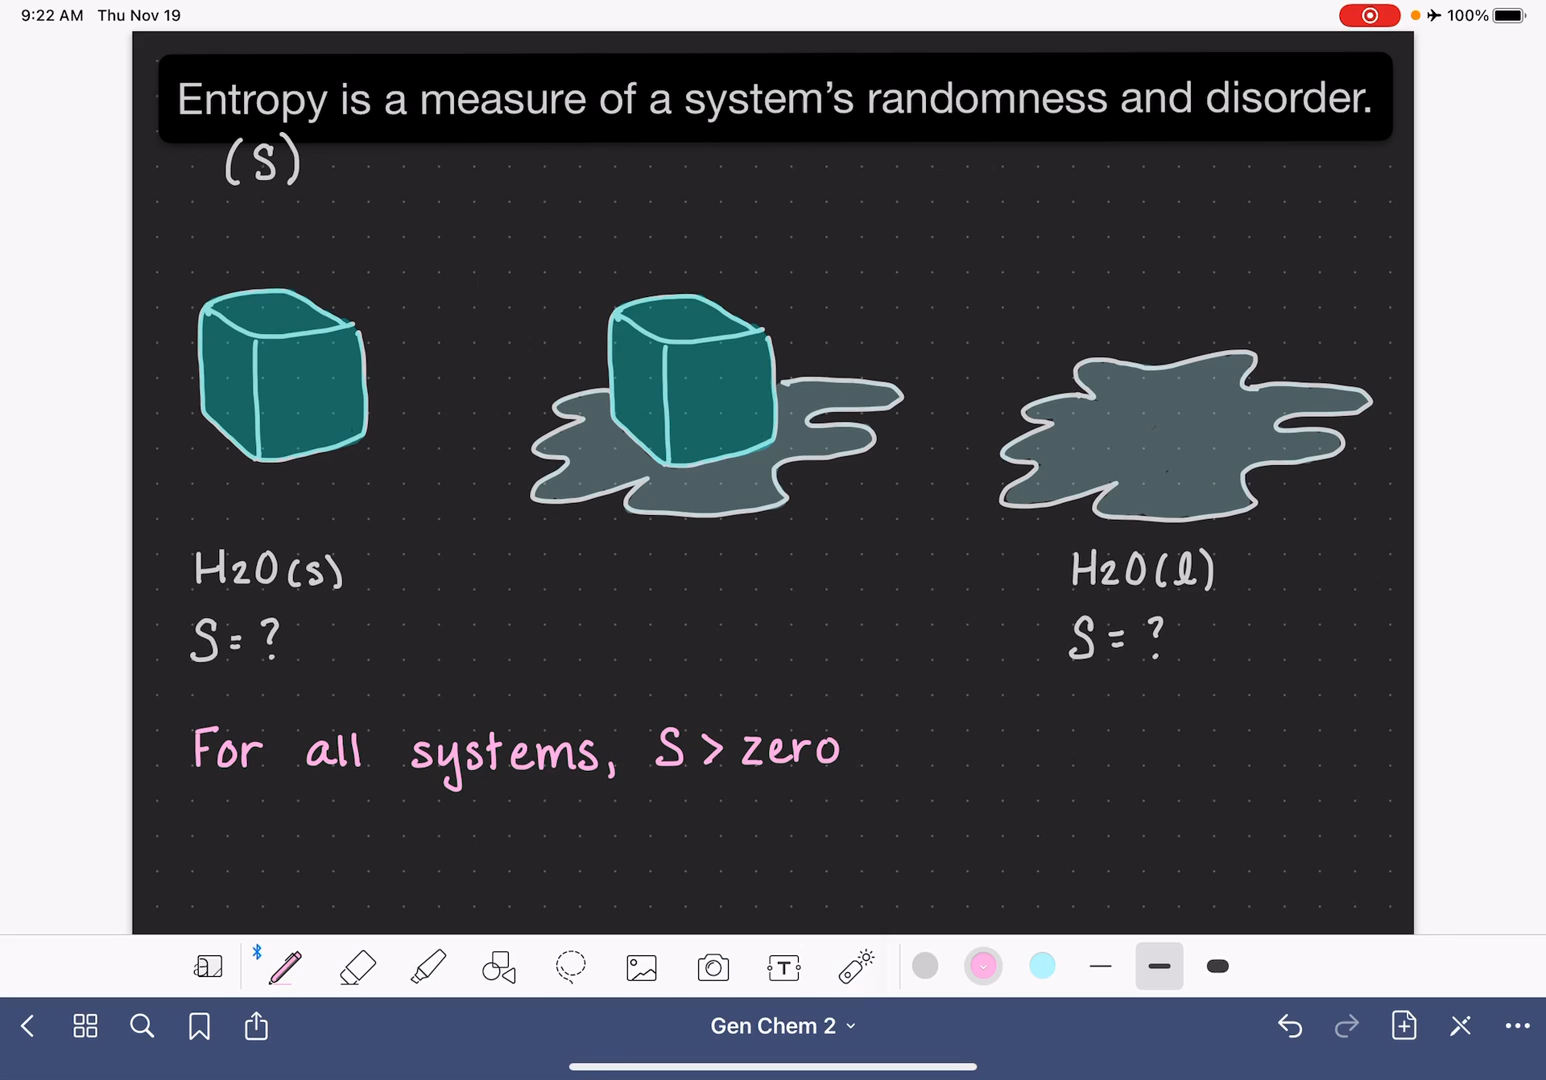 9:22 AM Thu Nov 19
100%
Entropy is a measure of a system's randomness and disorder.
(S)
H2O(s)
H2O(l)
S = ?
S = ?
For all systems, S > zero
T
Gen Chem 2